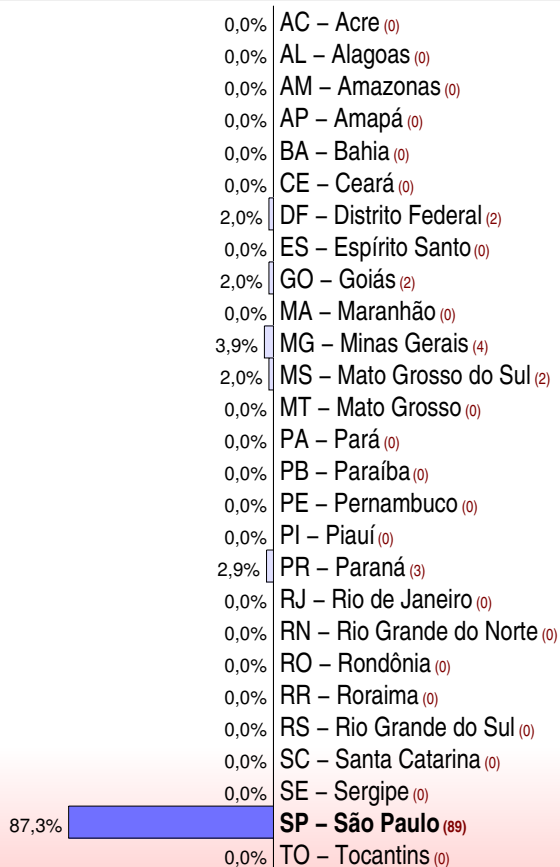 0,0% AC – Acre (0)
0,0% AL – Alagoas (0)
0,0% AM – Amazonas (0)
0,0% AP – Amapá (0)
0,0% BA – Bahia (0)
0,0% CE – Ceará (0)
2,0% DF – Distrito Federal (2)
0,0% ES – Espírito Santo (0)
2,0% GO – Goiás (2)
0,0% MA – Maranhão (0)
3,9% MG – Minas Gerais (4)
2,0% MS – Mato Grosso do Sul (2)
0,0% MT – Mato Grosso (0)
0,0% PA – Pará (0)
0,0% PB – Paraíba (0)
0,0% PE – Pernambuco (0)
0,0% PI – Piauí (0)
2,9% PR – Paraná (3)
0,0% RJ – Rio de Janeiro (0)
0,0% RN – Rio Grande do Norte (0)
0,0% RO – Rondônia (0)
0,0% RR – Roraima (0)
0,0% RS – Rio Grande do Sul (0)
0,0% SC – Santa Catarina (0)
0,0% SE – Sergipe (0)
87,3% SP – São Paulo (89)
0,0% TO – Tocantins (0)